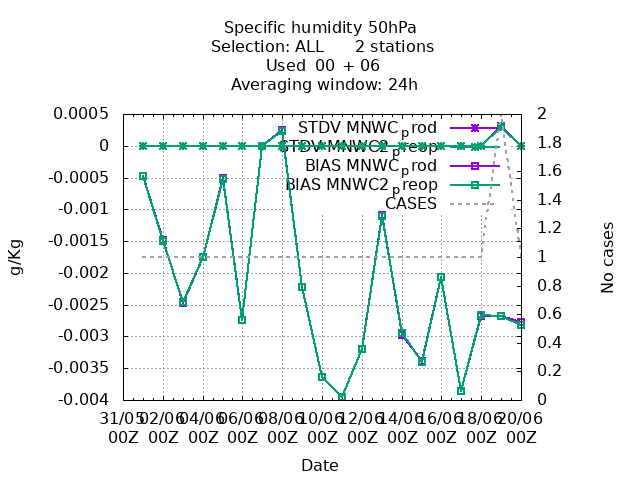 Specific humidity 50hPa
Selection: ALL 2 stations
Used 00 + 06
Averaging window: 24h
0.0005
0
-0.0005
-0.001
-0.0015
-0.002
-0.0025
-0.003
-0.0035
-0.004
g/Kg
STDV MNWC_prod
STDV MNWC2_preop
BIAS MNWC_prod
BIAS MNWC2_preop
CASES
2
1.8
1.6
1.4
1.2
1
0.8
0.6
0.4
0.2
0
No cases
31/05 02/06 04/06 06/06 08/06 10/06 12/06 14/06 16/06 18/06 20/06
00Z 00Z 00Z 00Z 00Z 00Z 00Z 00Z 00Z 00Z 00Z
Date